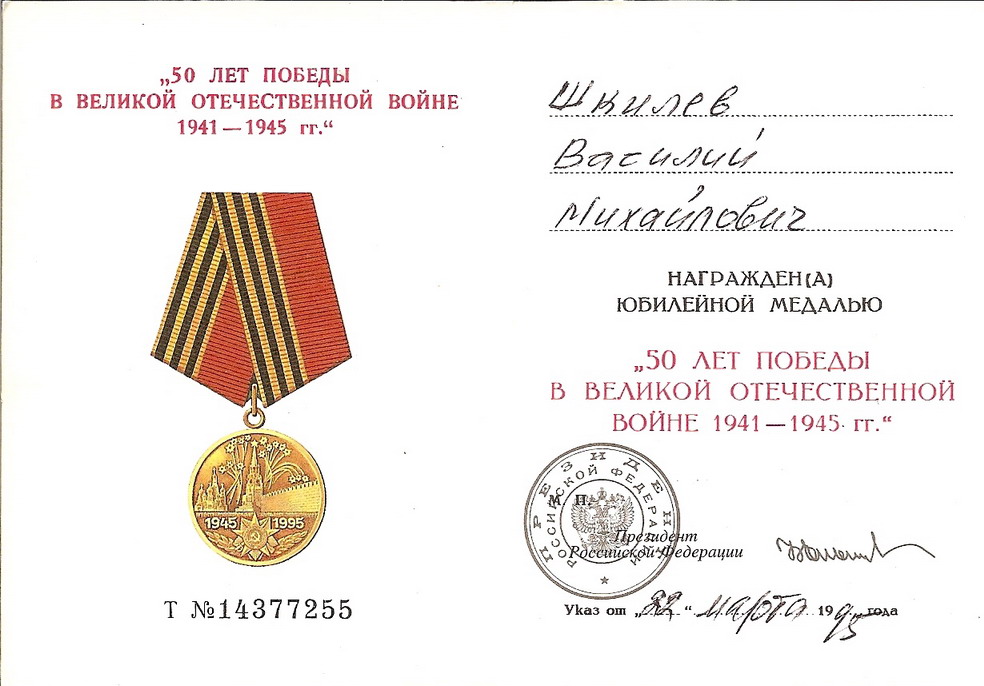 „50 ЛЕТ ПОБЕДЫ
В ВЕЛИКОЙ ОТЕЧЕСТВЕННОЙ ВОЙНЕ
1941—1945 гг.“
1945 1995
Т №14377255
Шкилев
Василий
Михайлович
НАГРАЖДЕН(А)
ЮБИЛЕЙНОЙ МЕДАЛЬЮ
„50 ЛЕТ ПОБЕДЫ
В ВЕЛИКОЙ ОТЕЧЕСТВЕННОЙ
ВОЙНЕ 1941—1945 гг.“
ПРЕЗИДЕНТ
РОССИЙСКОЙ ФЕДЕРАЦИИ
М. П.
Президент
Российской Федерации
Указ от „22“ марта 1995 года